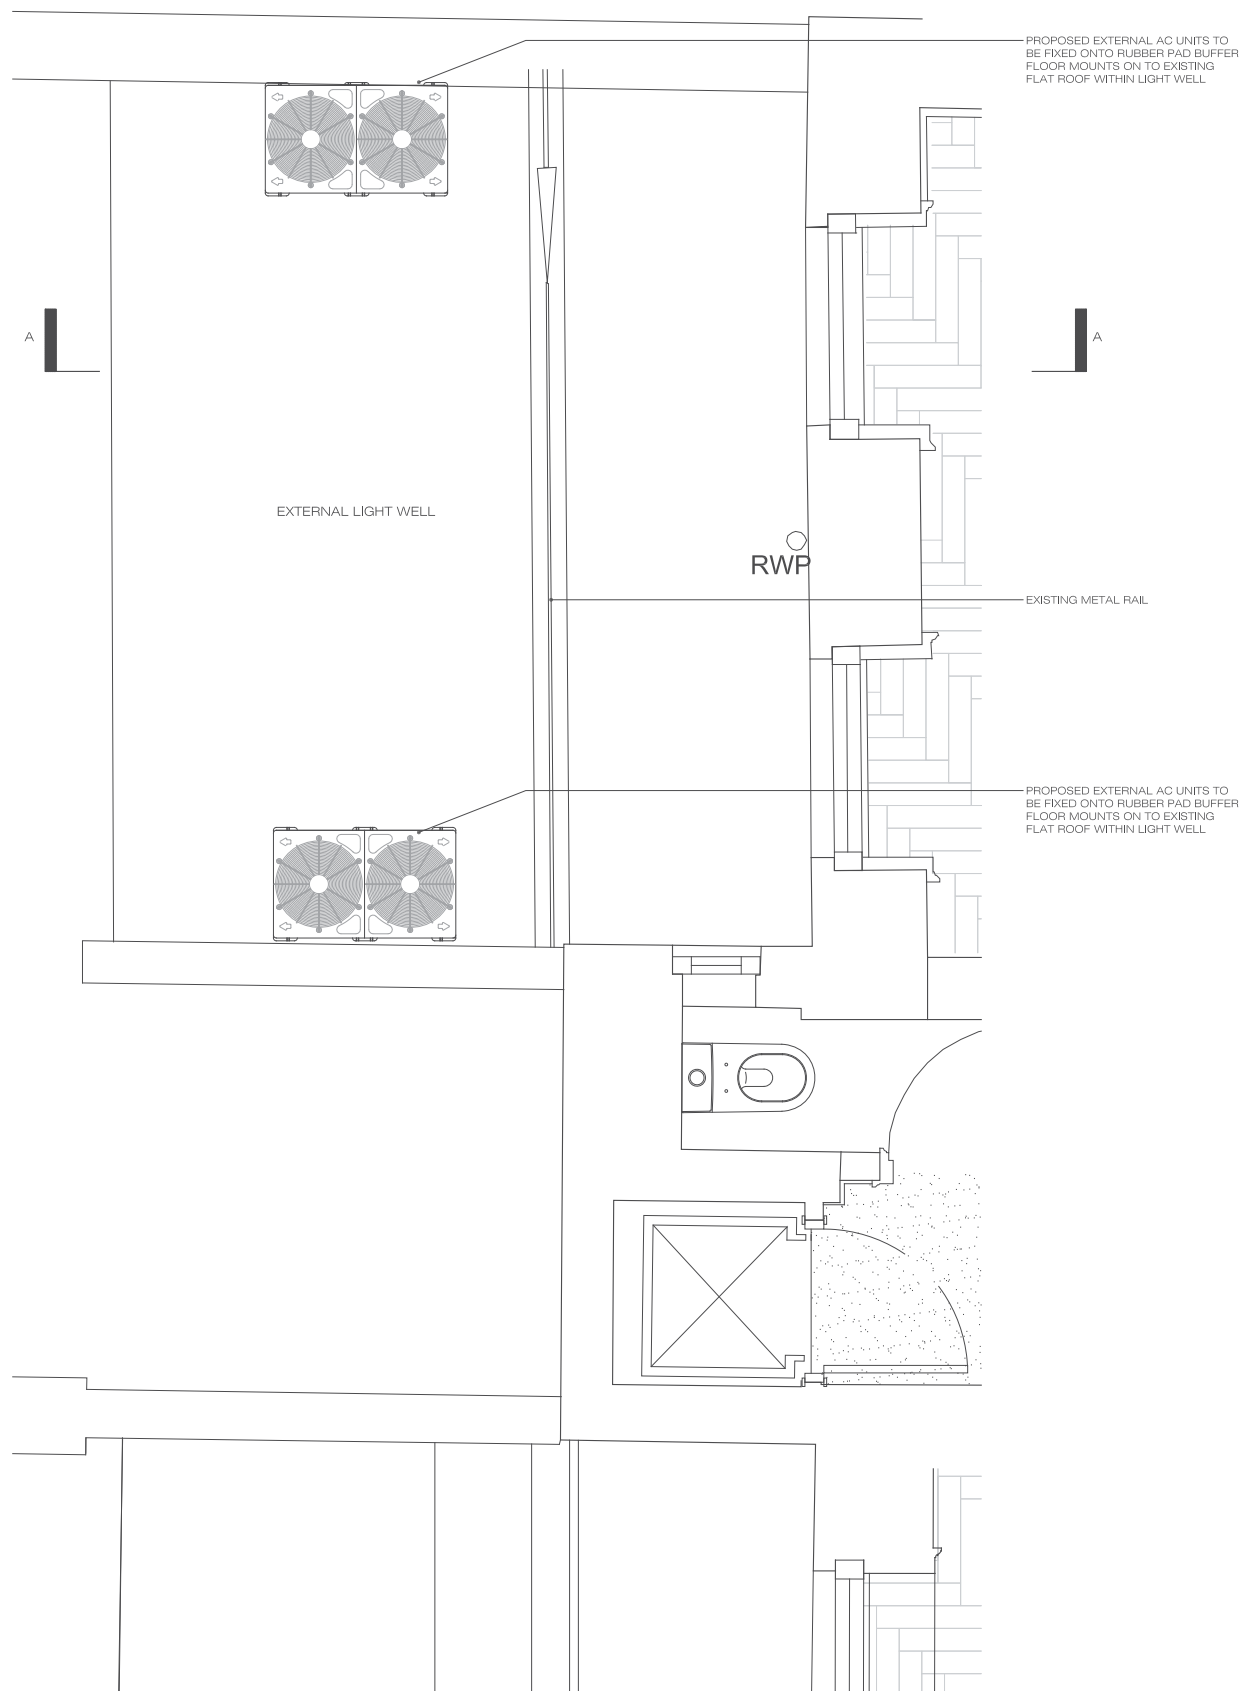 PROPOSED EXTERNAL AC UNITS TO
BE FIXED ONTO RUBBER PAD BUFFER
FLOOR MOUNTS ON TO EXISTING
FLAT ROOF WITHIN LIGHT WELL
A
A
EXTERNAL LIGHT WELL
RWP
EXISTING METAL RAIL
PROPOSED EXTERNAL AC UNITS TO
BE FIXED ONTO RUBBER PAD BUFFER
FLOOR MOUNTS ON TO EXISTING
FLAT ROOF WITHIN LIGHT WELL